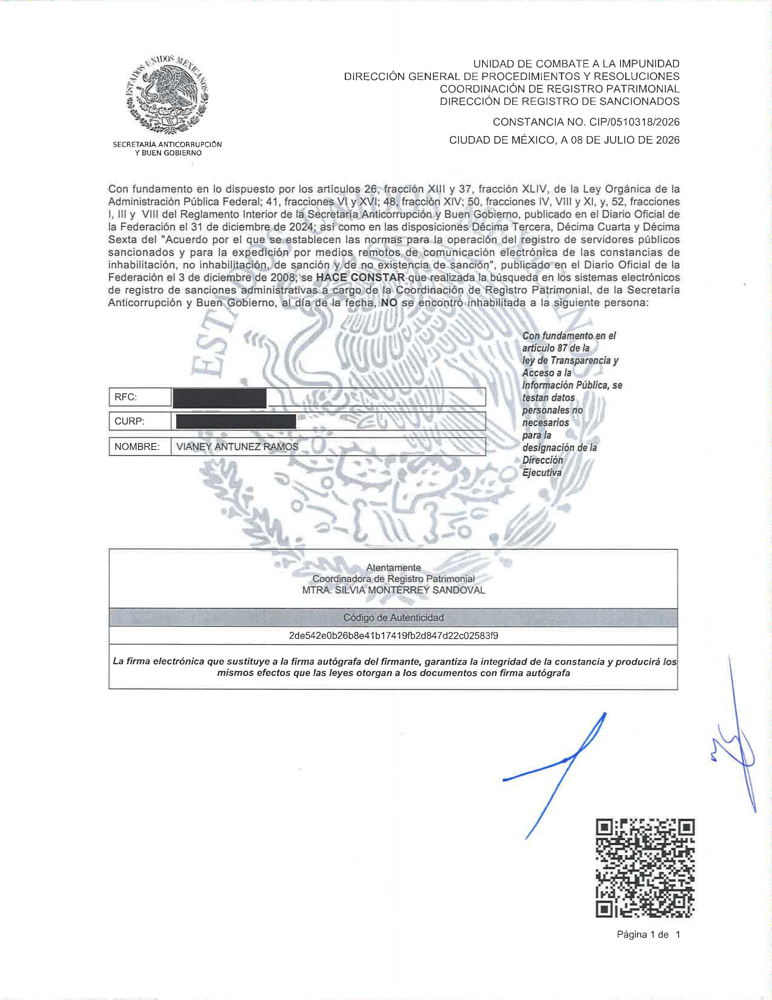 ESTADOS UNIDOS MEXICANOS
SECRETARÍA ANTICORRUPCIÓN
Y BUEN GOBIERNO
UNIDAD DE COMBATE A LA IMPUNIDAD
DIRECCIÓN GENERAL DE PROCEDIMIENTOS Y RESOLUCIONES
COORDINACIÓN DE REGISTRO PATRIMONIAL
DIRECCIÓN DE REGISTRO DE SANCIONADOS
CONSTANCIA NO. CIP/0510318/2026
CIUDAD DE MÉXICO, A 08 DE JULIO DE 2026
Con fundamento en lo dispuesto por los artículos 26, fracción XIII y 37, fracción XLIV, de la Ley Orgánica de la
Administración Pública Federal; 41, fracciones VI y XVI; 48, fracción XIV; 50, fracciones IV, VIII y XI, y, 52, fracciones
I, III y VIII del Reglamento Interior de la Secretaría Anticorrupción y Buen Gobierno, publicado en el Diario Oficial de
la Federación el 31 de diciembre de 2024; así como en las disposiciones Décima Tercera, Décima Cuarta y Décima
Sexta del "Acuerdo por el que se establecen las normas para la operación del registro de servidores públicos
sancionados y para la expedición por medios remotos de comunicación electrónica de las constancias de
inhabilitación, no inhabilitación, de sanción y de no existencia de sanción", publicado en el Diario Oficial de la
Federación el 3 de diciembre de 2008; se HACE CONSTAR que realizada la búsqueda en los sistemas electrónicos
de registro de sanciones administrativas a cargo de la Coordinación de Registro Patrimonial, de la Secretaría
Anticorrupción y Buen Gobierno, al día de la fecha, NO se encontró inhabilitada a la siguiente persona:
ESTADOS UNIDOS MEXICANOS
Con fundamento en el
artículo 87 de la
ley de Transparencia y
Acceso a la
Información Pública, se
testan datos
personales no
necesarios
para la
designación de la
Dirección
Ejecutiva
RFC:
CURP:
NOMBRE: VIANEY ANTUNEZ RAMOS
Atentamente
Coordinadora de Registro Patrimonial
MTRA. SILVIA MONTERREY SANDOVAL
Código de Autenticidad
2de542e0b26b8e41b17419fb2d847d22c02583f9
La firma electrónica que sustituye a la firma autógrafa del firmante, garantiza la integridad de la constancia y producirá los
mismos efectos que las leyes otorgan a los documentos con firma autógrafa
Página 1 de 1